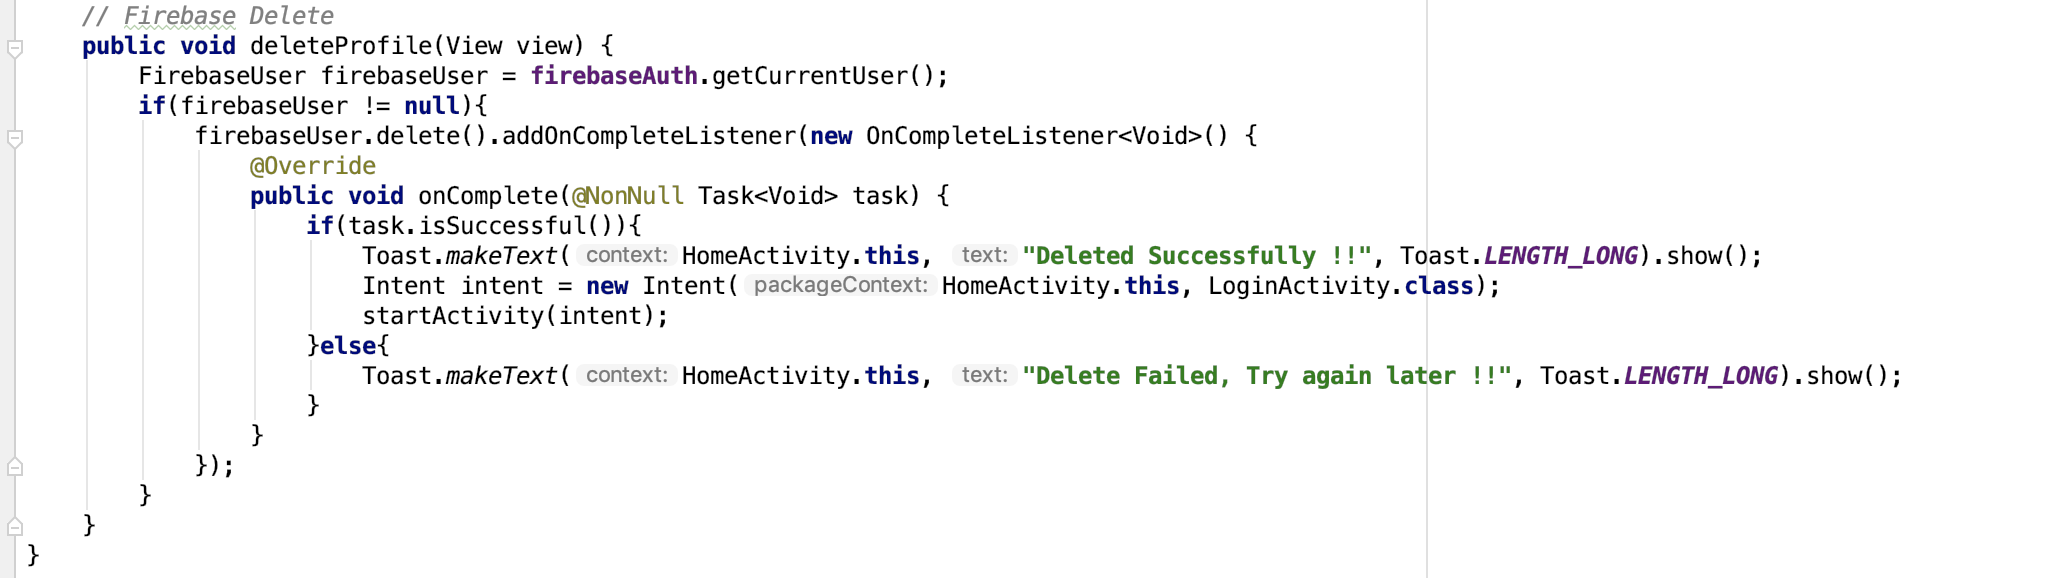 // Firebase Delete
public void deleteProfile(View view) {
FirebaseUser firebaseUser = firebaseAuth.getCurrentUser();
if(firebaseUser != null){
firebaseUser.delete().addOnCompleteListener(new OnCompleteListener<Void>() {
@Override
public void onComplete(@NonNull Task<Void> task) {
if(task.isSuccessful()){
Toast.makeText( context: HomeActivity.this, text: "Deleted Successfully !!", Toast.LENGTH_LONG).show();
Intent intent = new Intent( packageContext: HomeActivity.this, LoginActivity.class);
startActivity(intent);
}else{
Toast.makeText( context: HomeActivity.this, text: "Delete Failed, Try again later !!", Toast.LENGTH_LONG).show();
}
}
});
}
}
}